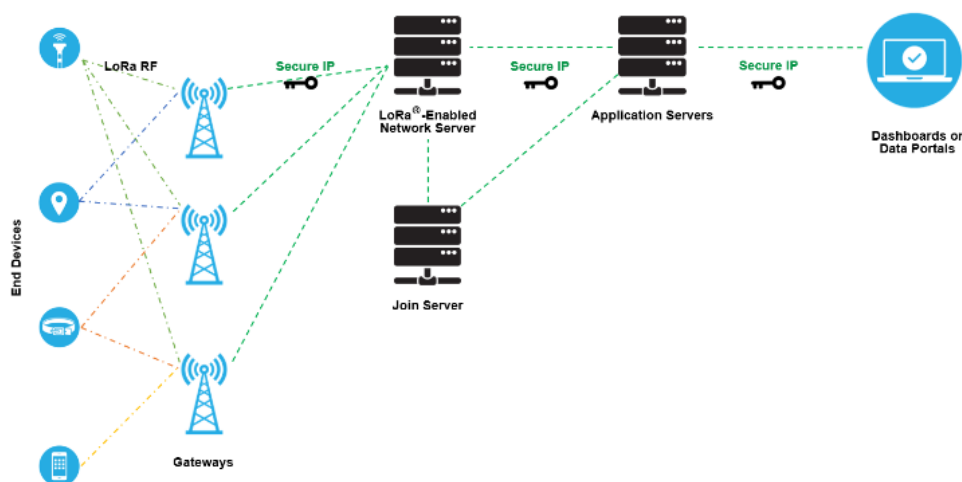 LoRa RF
Secure IP
Secure IP
Secure IP
LoRa®-Enabled
Network Server
Application Servers
Dashboards or
Data Portals
End Devices
Join Server
Gateways